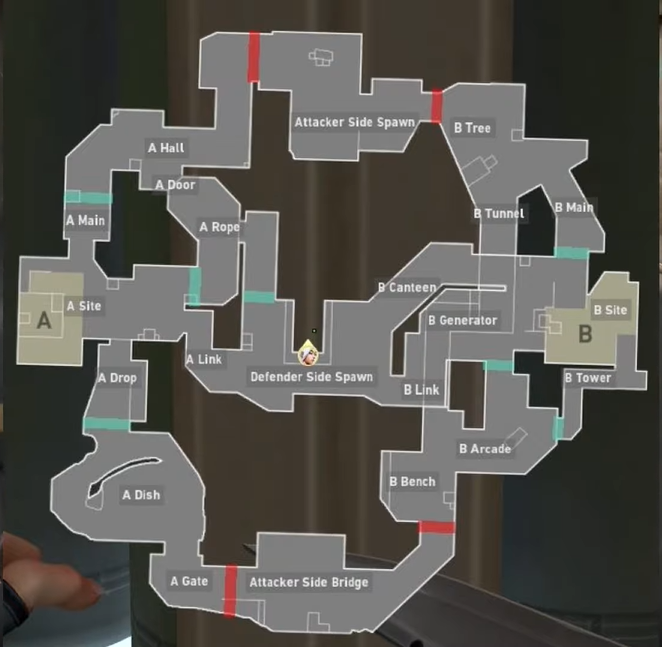 Attacker Side Spawn
B Tree
A Hall
A Door
A Main
A Rope
B Tunnel
B Main
B Canteen
A Site
A
B Site
B Generator
B
A Link
Defender Side Spawn
A Drop
B Link
B Tower
B Arcade
B Bench
A Dish
A Gate
Attacker Side Bridge